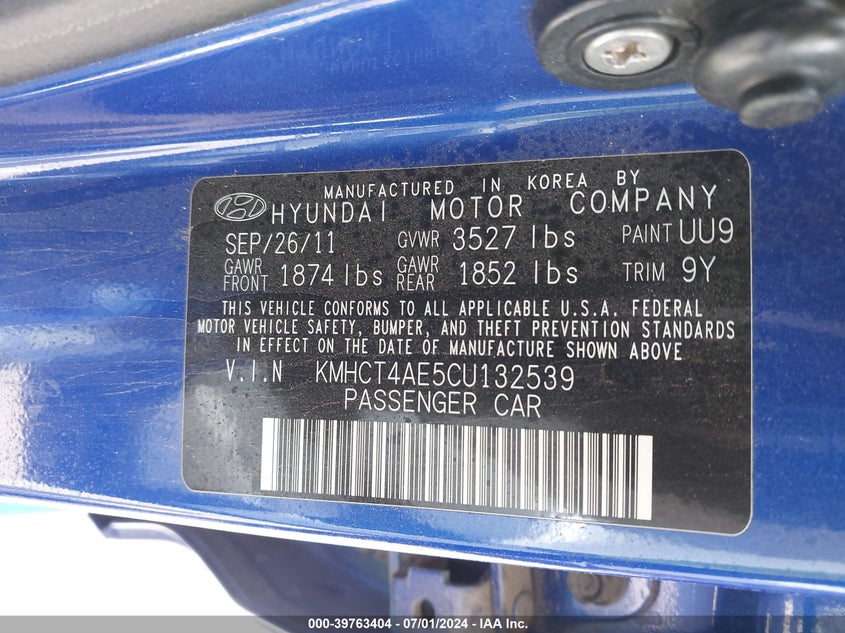 MANUFACTURED IN KOREA BY
HYUNDAI MOTOR COMPANY
SEP/26/11 GVWR 3527 lbs PAINT UU9
GAWR FRONT 1874 lbs GAWR REAR 1852 lbs TRIM 9Y
THIS VEHICLE CONFORMS TO ALL APPLICABLE U.S.A. FEDERAL
MOTOR VEHICLE SAFETY, BUMPER, AND THEFT PREVENTION STANDARDS
IN EFFECT ON THE DATE OF MANUFACTURE SHOWN ABOVE
V.I.N KMHCT4AE5CU132539
PASSENGER CAR
000-39763404 / 07/01/2024 - IAA Inc.